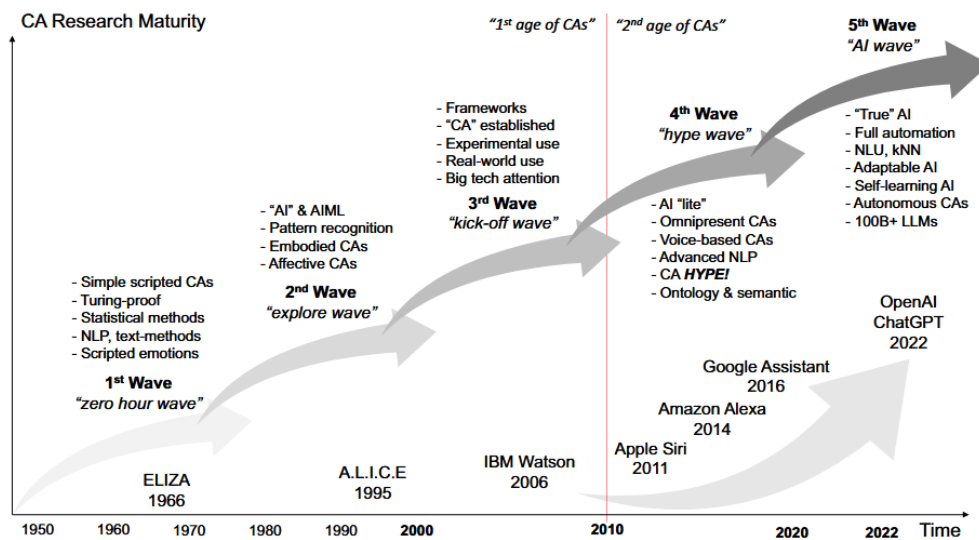 CA Research Maturity
"1st age of CAs"
"2nd age of CAs"
5th Wave
"AI wave"
- "True" AI
- Full automation
- NLU, kNN
- Adaptable AI
- Self-learning AI
- Autonomous CAs
- 100B+ LLMs
4th Wave
"hype wave"
- AI "lite"
- Omnipresent CAs
- Voice-based CAs
- Advanced NLP
- CA HYPE!
- Ontology & semantic
- Frameworks
- "CA" established
- Experimental use
- Real-world use
- Big tech attention
3rd Wave
"kick-off wave"
- "AI" & AIML
- Pattern recognition
- Embodied CAs
- Affective CAs
2nd Wave
"explore wave"
- Simple scripted CAs
- Turing-proof
- Statistical methods
- NLP, text-methods
- Scripted emotions
1st Wave
"zero hour wave"
ELIZA
1966
A.L.I.C.E
1995
IBM Watson
2006
Apple Siri
2011
Amazon Alexa
2014
Google Assistant
2016
OpenAI
ChatGPT
2022
1950 1960 1970 1980 1990 2000 2010 2020 2022 Time